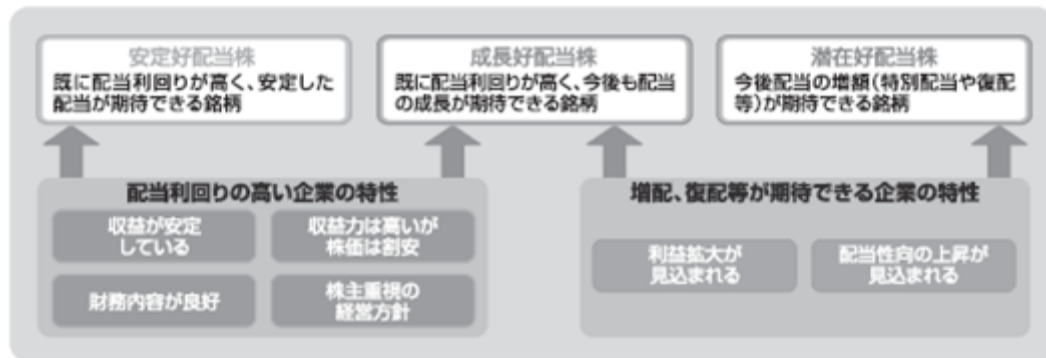 安定好配当株
既に配当利回りが高く、安定した
配当が期待できる銘柄
成長好配当株
既に配当利回りが高く、今後も配当
の成長が期待できる銘柄
潜在好配当株
今後配当の増額(特別配当や復配
等)が期待できる銘柄
配当利回りの高い企業の特性
収益が安定
している
収益力は高いが
株価は割安
財務内容が良好
株主重視の
経営方針
増配、復配等が期待できる企業の特性
利益拡大が
見込まれる
配当性向の上昇が
見込まれる